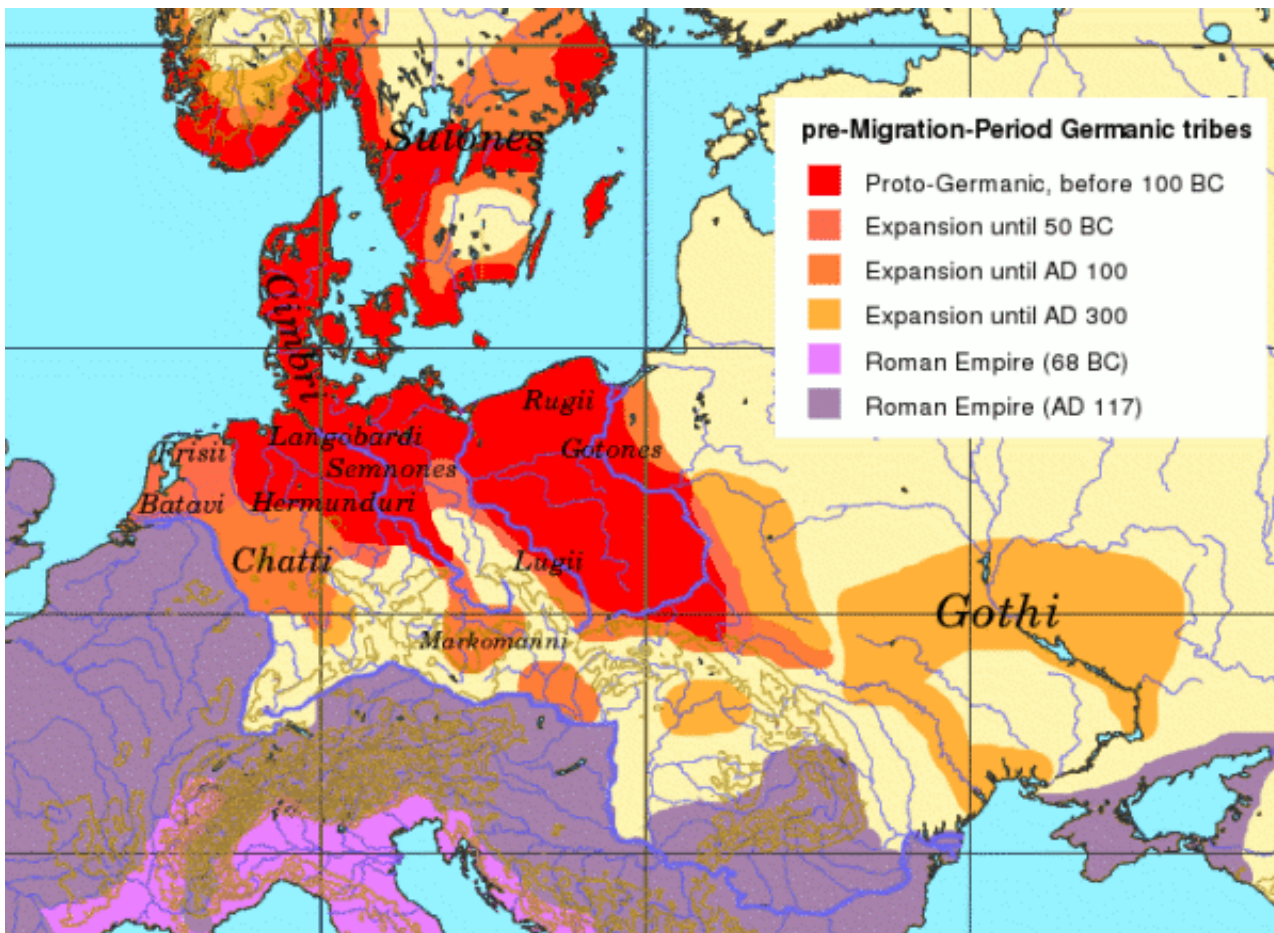 Suiones
pre-Migration-Period Germanic tribes
Proto-Germanic, before 100 BC
Expansion until 50 BC
Expansion until AD 100
Expansion until AD 300
Roman Empire (68 BC)
Roman Empire (AD 117)
Cimbri
Rugii
Langobardi
Gotones
Frisii
Semnones
Batavi
Hermunduri
Chatti
Lugii
Gothi
Markomanni